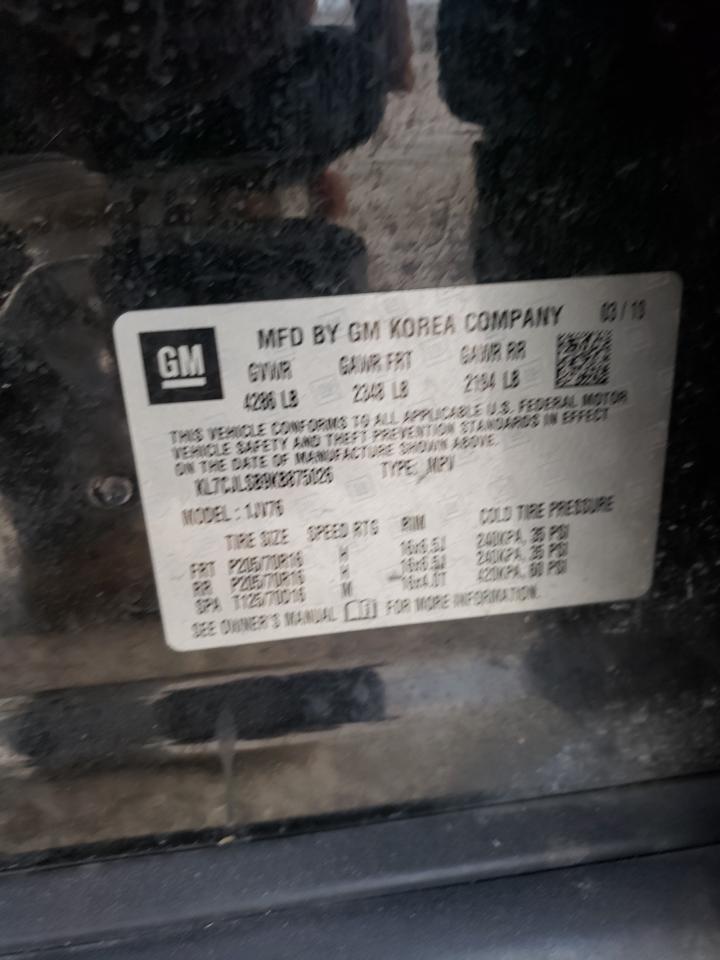 GM
MFD BY GM KOREA COMPANY 03 / 19
GVWR GAWR FRT GAWR RR
4286 LB 2348 LB 2194 LB
THIS VEHICLE CONFORMS TO ALL APPLICABLE U.S. FEDERAL MOTOR
VEHICLE SAFETY AND THEFT PREVENTION STANDARDS IN EFFECT
ON THE DATE OF MANUFACTURE SHOWN ABOVE.
TYPE: MPV
MODEL : 1JV76
TIRE SIZE SPEED RTG RIM COLD TIRE PRESSURE
FRT P205/70R16 H 16x6.5J 240KPA, 35 PSI
RR P205/70R16 H 16x6.5J 240KPA, 35 PSI
SPA T125/70D16 M 16x4.0T 420KPA, 60 PSI
SEE OWNER'S MANUAL FOR MORE INFORMATION.